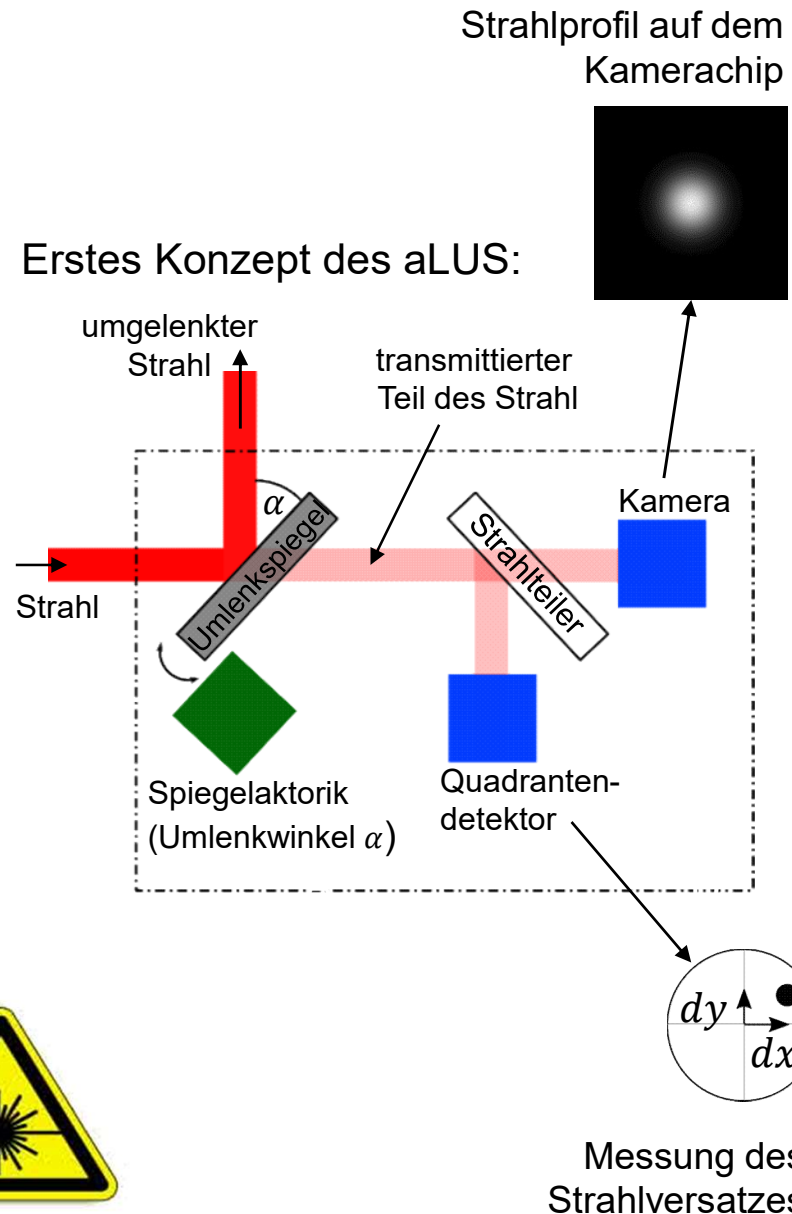 Strahlprofil auf dem
Kamerachip
Erstes Konzept des aLUS:
umgelenkter
Strahl
transmittierter
Teil des Strahl
α
Umlenkspiegel
Strahlteiler
Kamera
Strahl
Spiegelaktorik
(Umlenkwinkel α)
Quadranten-
detektor
dy
dx
Messung des
Strahlversatzes